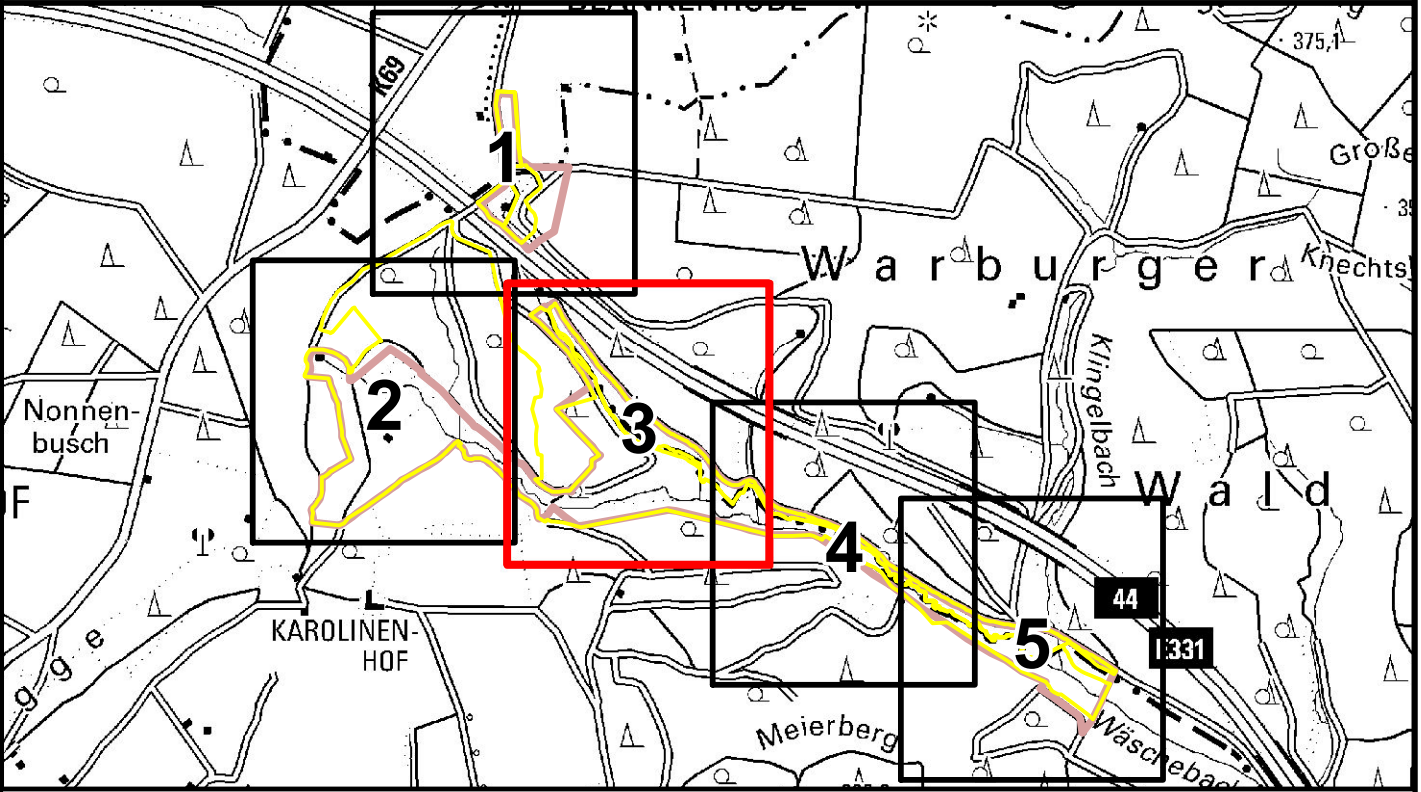 K69
375,1
1
Große
Warburger
Knechts
2
3
Nonnen-
busch
Klingelbach
Wald
4
44
KAROLINEN-
HOF
5
E331
gge
Meierberg
Wäschebach